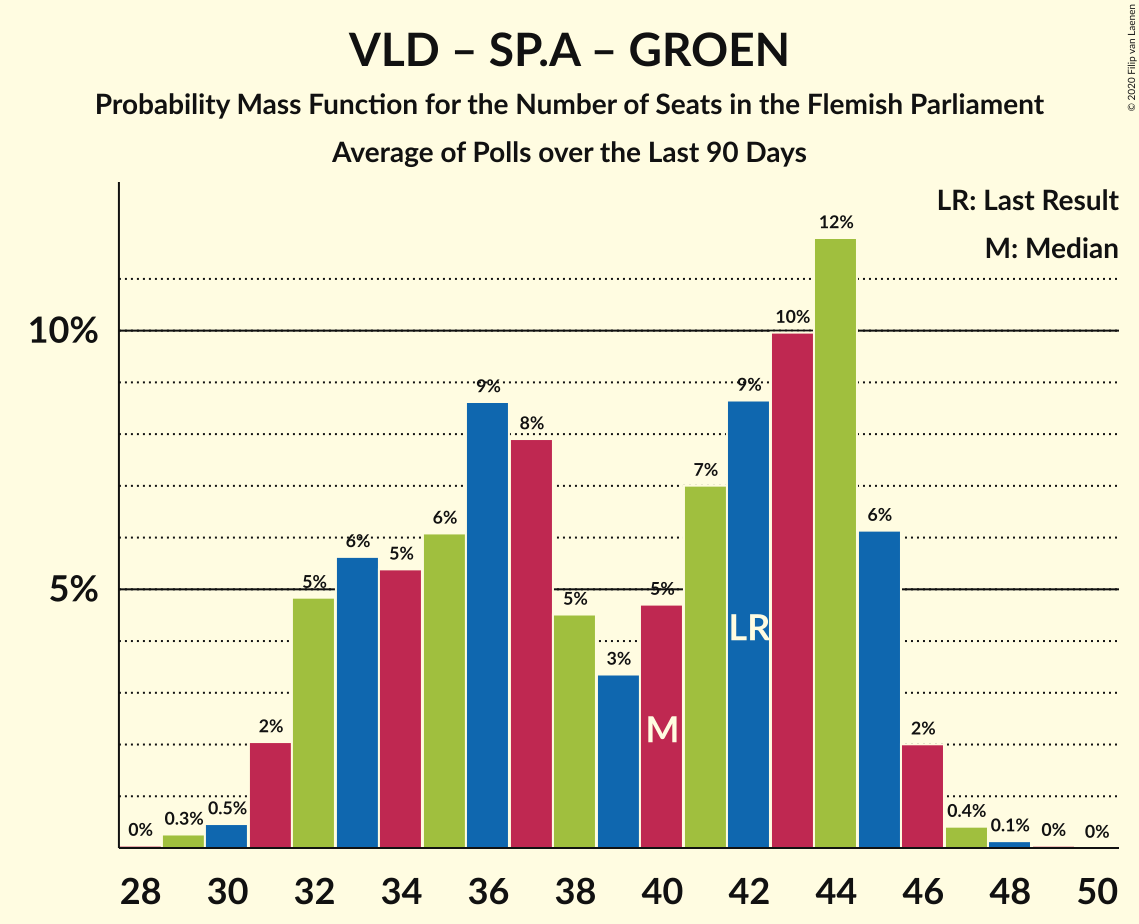 VLD – SP.A – GROEN
Probability Mass Function for the Number of Seats in the Flemish Parliament
Average of Polls over the Last 90 Days
© 2020 Filip van Laenen
LR: Last Result
M: Median
10%
5%
0% 0.3% 0.5% 2% 5% 6% 5% 6% 9% 8% 5% 3% 5% 7% 9% 10% 12% 6% 2% 0.4% 0.1% 0% 0%
LR
M
28 30 32 34 36 38 40 42 44 46 48 50